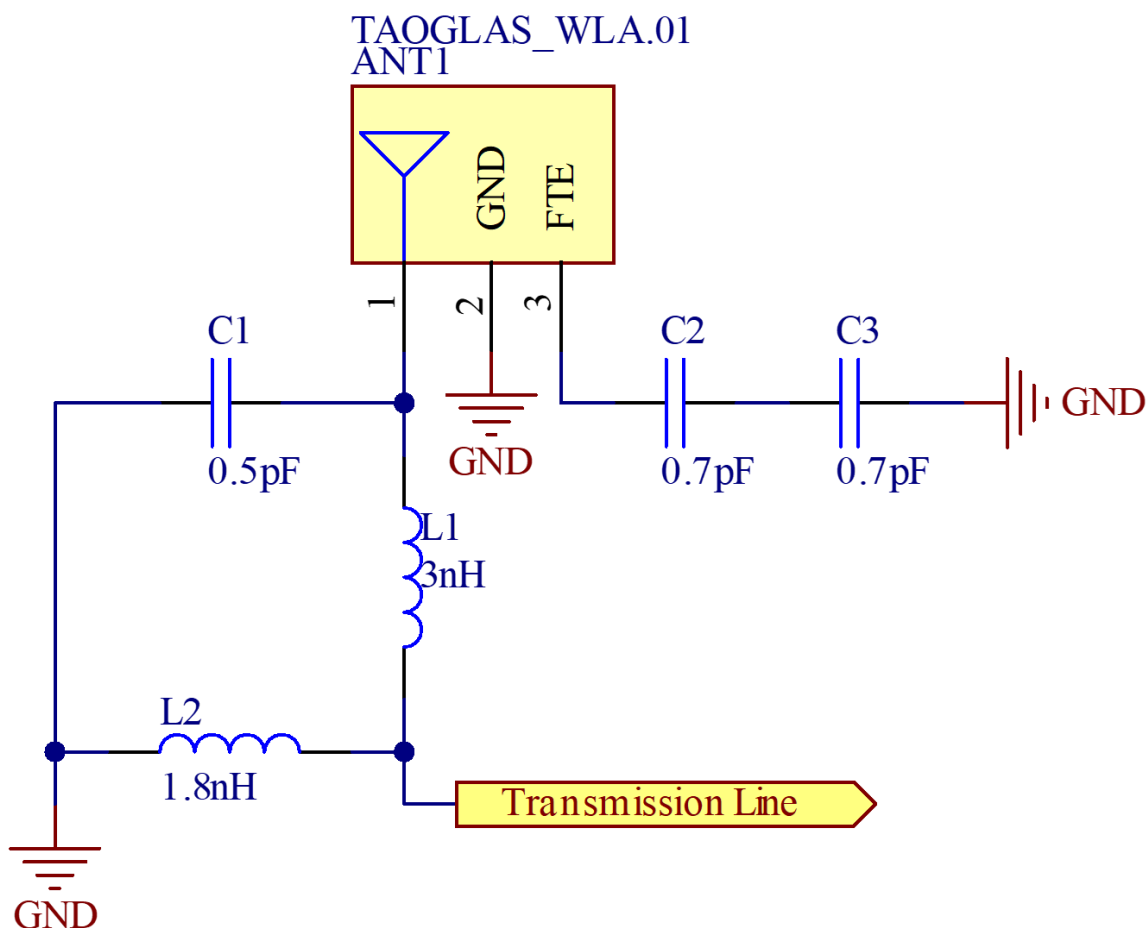 TAOGLAS_WLA.01
ANT1
GND
FTE
1
2
3
C1
0.5pF
GND
C2
0.7pF
C3
0.7pF
GND
L1
3nH
L2
1.8nH
Transmission Line
GND